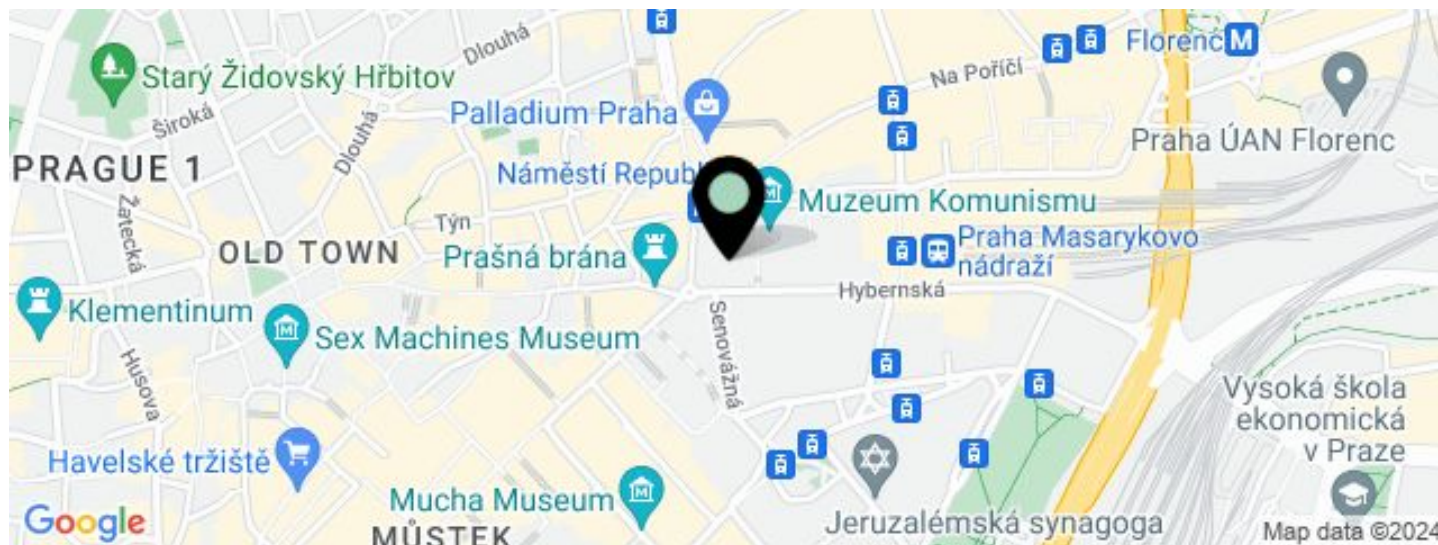 Dlouhá
Florenc M
Starý Židovský Hřbitov
Na Poříčí
Palladium Praha
Široká
Dlouhá
Praha ÚAN Florenc
PRAGUE 1
Náměstí Republ
Muzeum Komunismu
Žatecká
Týn
OLD TOWN
Prašná brána
Praha Masarykovo
nádraží
Hybernská
Klementinum
Sex Machines Museum
Senovážná
Husova
Vysoká škola
ekonomická
v Praze
Havelské tržiště
Mucha Museum
Jeruzalémská synagoga
Google
MŮSTEK
Map data ©2024